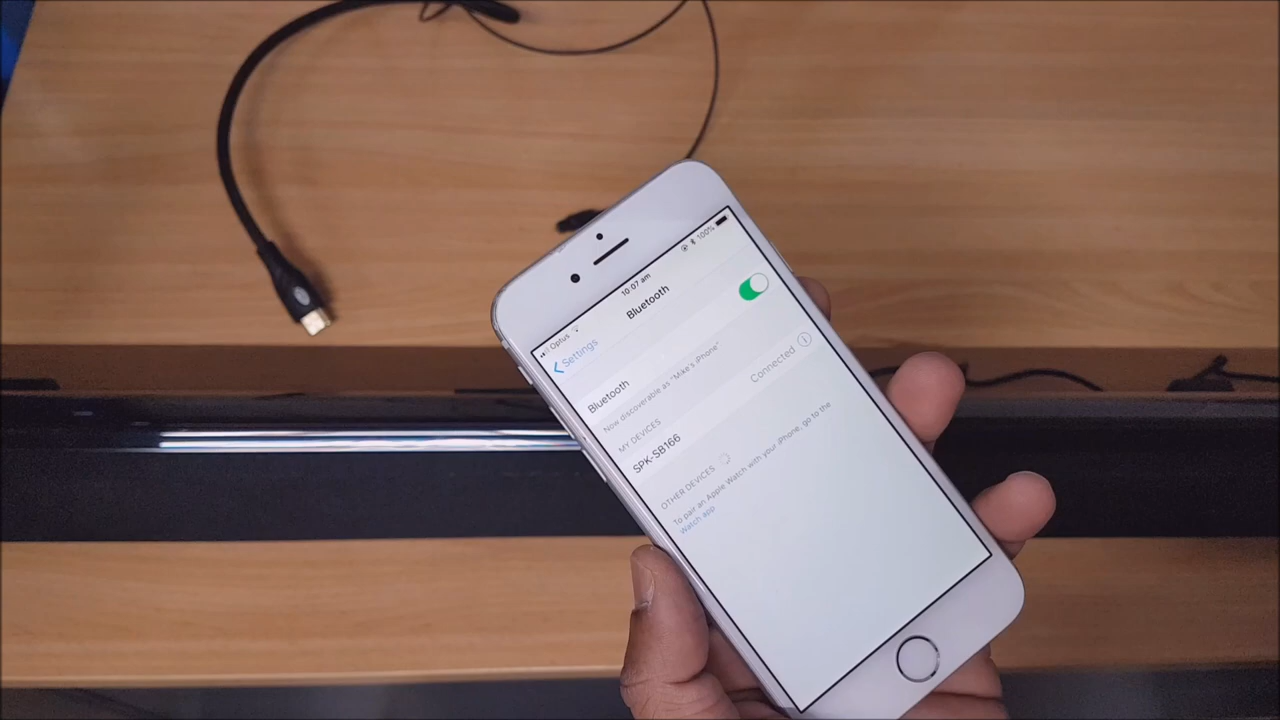 Optus 10:07 am 100%
Settings Bluetooth
Bluetooth
Now discoverable as "Mike's iPhone"
MY DEVICES
SPK-SB166 Connected
OTHER DEVICES
To pair an Apple Watch with your iPhone, go to the
Watch app